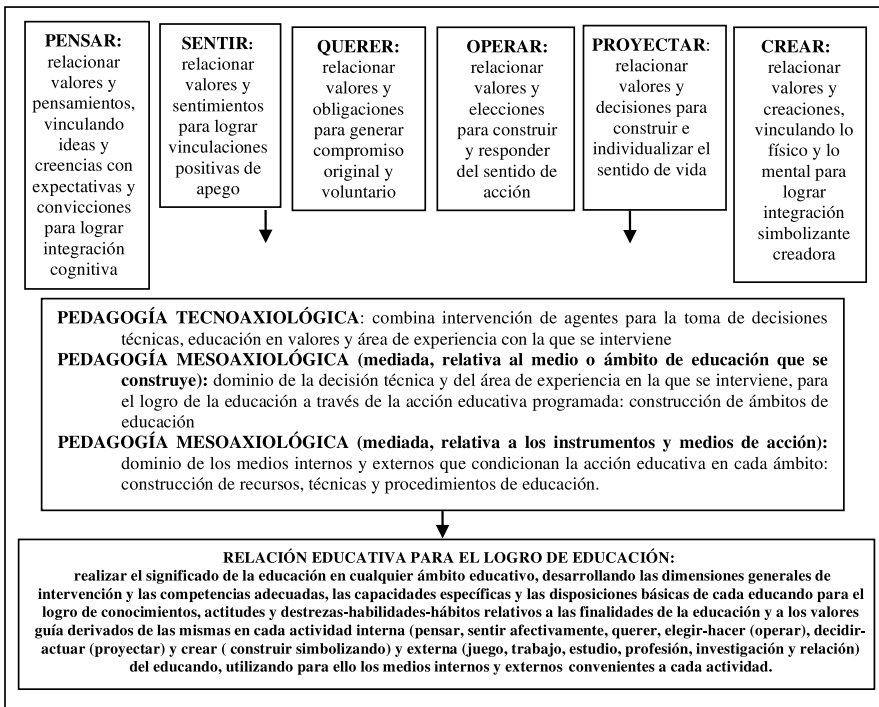 PENSAR:
relacionar
valores y
pensamientos,
vinculando
ideas y
creencias con
expectativas y
convicciones
para lograr
integración
cognitiva
SENTIR:
relacionar
valores y
sentimientos
para lograr
vinculaciones
positivas de
apego
QUERER:
relacionar
valores y
obligaciones
para generar
compromiso
original y
voluntario
OPERAR:
relacionar
valores y
elecciones
para construir
y responder
del sentido de
acción
PROYECTAR:
relacionar
valores y
decisiones para
construir e
individualizar el
sentido de vida
CREAR:
relacionar
valores y
creaciones,
vinculando lo
físico y lo
mental para
lograr
integración
simbolizante
creadora
PEDAGOGÍA TECNOAXIOLÓGICA: combina intervención de agentes para la toma de decisiones
técnicas, educación en valores y área de experiencia con la que se interviene
PEDAGOGÍA MESOAXIOLÓGICA (mediada, relativa al medio o ámbito de educación que se
construye): dominio de la decisión técnica y del área de experiencia en la que se interviene, para
el logro de la educación a través de la acción educativa programada: construcción de ámbitos de
educación
PEDAGOGÍA MESOAXIOLÓGICA (mediada, relativa a los instrumentos y medios de acción):
dominio de los medios internos y externos que condicionan la acción educativa en cada ámbito:
construcción de recursos, técnicas y procedimientos de educación.
RELACIÓN EDUCATIVA PARA EL LOGRO DE EDUCACIÓN:
realizar el significado de la educación en cualquier ámbito educativo, desarrollando las dimensiones generales de
intervención y las competencias adecuadas, las capacidades específicas y las disposiciones básicas de cada educando para el
logro de conocimientos, actitudes y destrezas-habilidades-hábitos relativos a las finalidades de la educación y a los valores
guía derivados de las mismas en cada actividad interna (pensar, sentir afectivamente, querer, elegir-hacer (operar), decidir-
actuar (proyectar) y crear ( construir simbolizando) y externa (juego, trabajo, estudio, profesión, investigación y relación)
del educando, utilizando para ello los medios internos y externos convenientes a cada actividad.